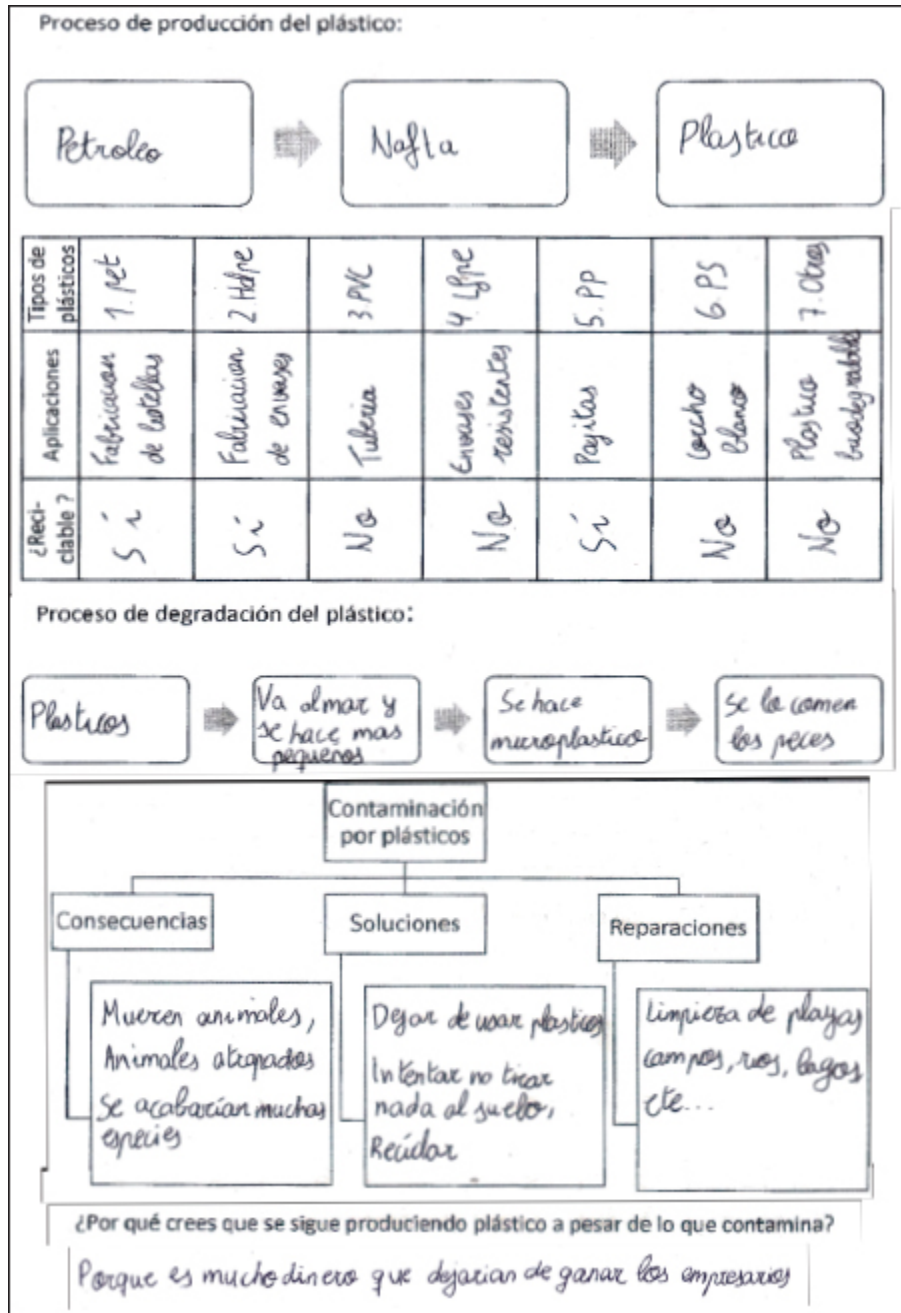 Proceso de producción del plástico:
Petroleo
Nafta
Plastico
Tipos de
plásticos
1. Pet
2. Hdpe
3. PVC
4. Ldpe
5. PP
6. PS
7. Otros
Aplicaciones
Fabricacion
de botellas
Fabricacion
de envases
Tuberia
Envases
resistentes
Pajitas
Corcho
blanco
Plastico
biodegrable
¿Reci-
clable ?
Sí
Sí
No
No
Sí
No
No
Proceso de degradación del plástico:
Plasticos
Va al mar y
se hace mas
pequeños
Se hace
microplastico
Se lo comen
los peces
Contaminación
por plásticos
Consecuencias
Soluciones
Reparaciones
Mueren animales,
Animales atrapados
Se acabarían muchas
especies
Dejar de usar plastico
Intentar no tirar
nada al suelo,
Reciclar
Limpieza de playas
campos, rios, lagos
etc...
¿Por qué crees que se sigue produciendo plástico a pesar de lo que contamina?
Porque es mucho dinero que dejarian de ganar los empresarios